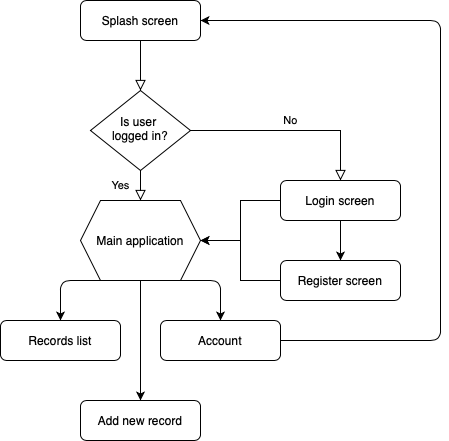 Splash screen
Is user
logged in?
No
Yes
Login screen
Main application
Register screen
Records list
Account
Add new record